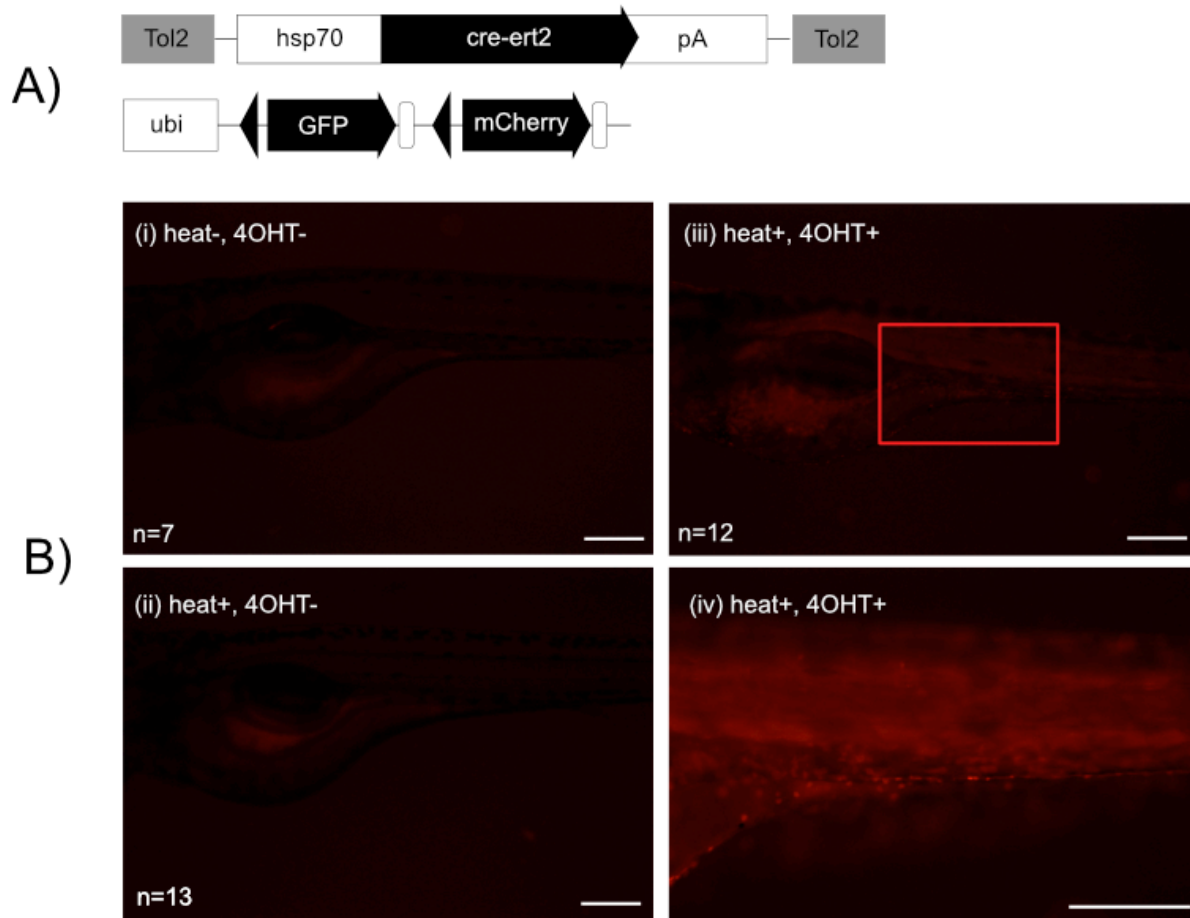 A)
Tol2 hsp70 cre-ert2 pA Tol2
ubi GFP mCherry
B)
(i) heat-, 4OHT-
n=7
(iii) heat+, 4OHT+
n=12
(ii) heat+, 4OHT-
n=13
(iv) heat+, 4OHT+